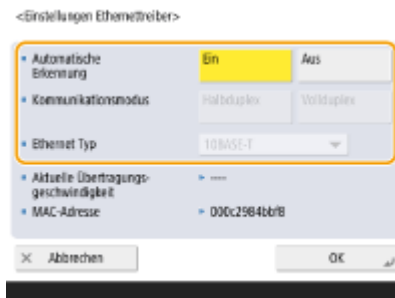 <Einstellungen Ethernettreiber>
Automatische
Erkennung
Ein
Aus
Kommunikationsmodus
Halbduplex
Vollduplex
Ethernet Typ
10BASE-T
Aktuelle Übertragungs-
geschwindigkeit
----
MAC-Adresse
000c2984bbf8
Abbrechen
OK